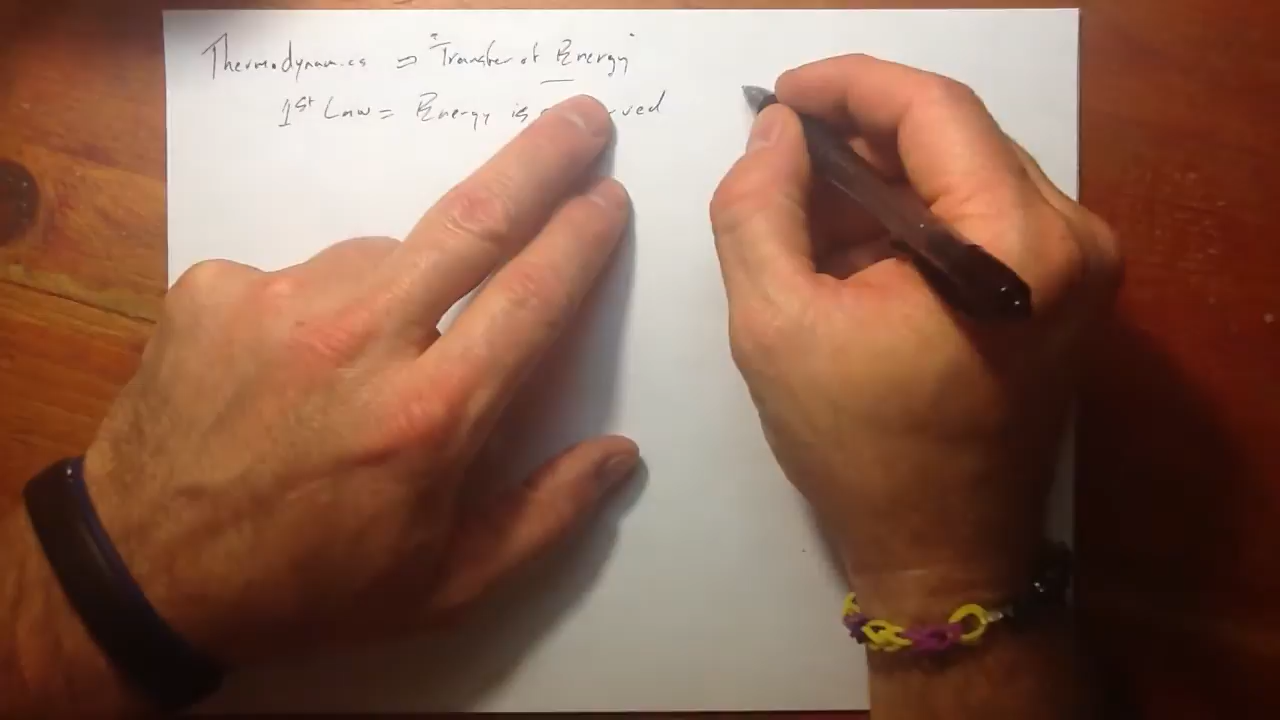 Thermodynamics = "Transfer of Energy"
1st Law = Energy is